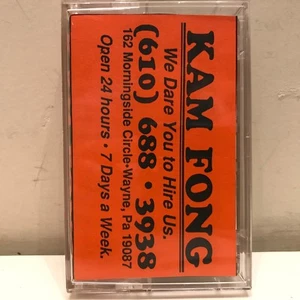 KAM FONG
We Dare You to Hire Us.
(610) 688 • 3938
162 Morningside Circle•Wayne, Pa 19087
Open 24 hours • 7 Days a Week.